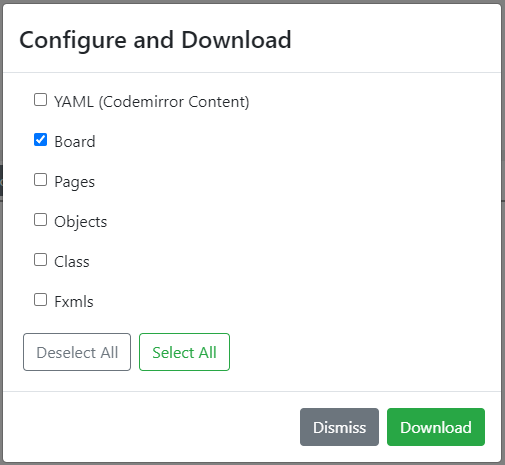 Configure and Download
YAML (Codemirror Content)
Board
Pages
Objects
Class
Fxmls
Deselect All Select All
Dismiss Download